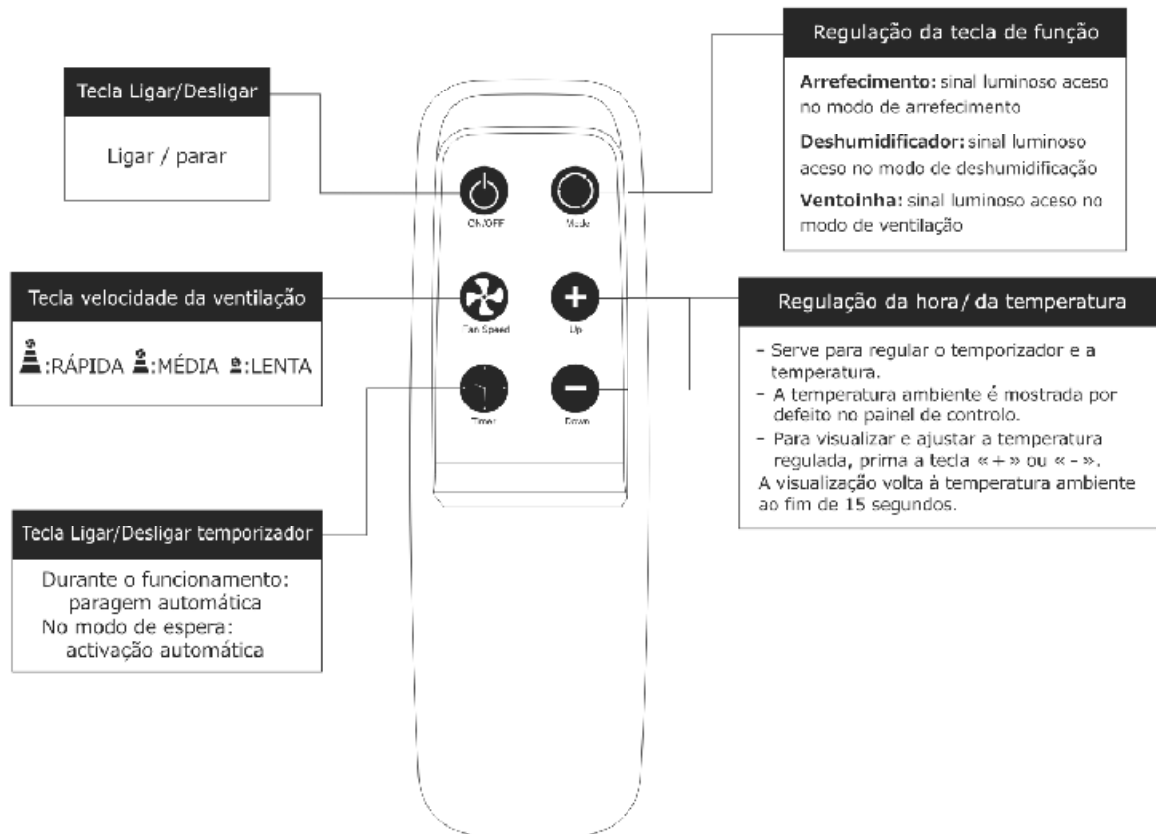 Regulação da tecla de função
Arrefecimento: sinal luminoso aceso
no modo de arrefecimento
Deshumidificador: sinal luminoso
aceso no modo de deshumidificação
Ventoinha: sinal luminoso aceso no
modo de ventilação
Tecla Ligar/Desligar
Ligar / parar
ON/OFF
Mode
Tecla velocidade da ventilação
:RÁPIDA :MÉDIA :LENTA
Fan Speed
Up
Timer
Down
Regulação da hora/ da temperatura
- Serve para regular o temporizador e a
temperatura.
- A temperatura ambiente é mostrada por
defeito no painel de controlo.
- Para visualizar e ajustar a temperatura
regulada, prima a tecla «+» ou «-».
A visualização volta à temperatura ambiente
ao fim de 15 segundos.
Tecla Ligar/Desligar temporizador
Durante o funcionamento:
paragem automática
No modo de espera:
activação automática